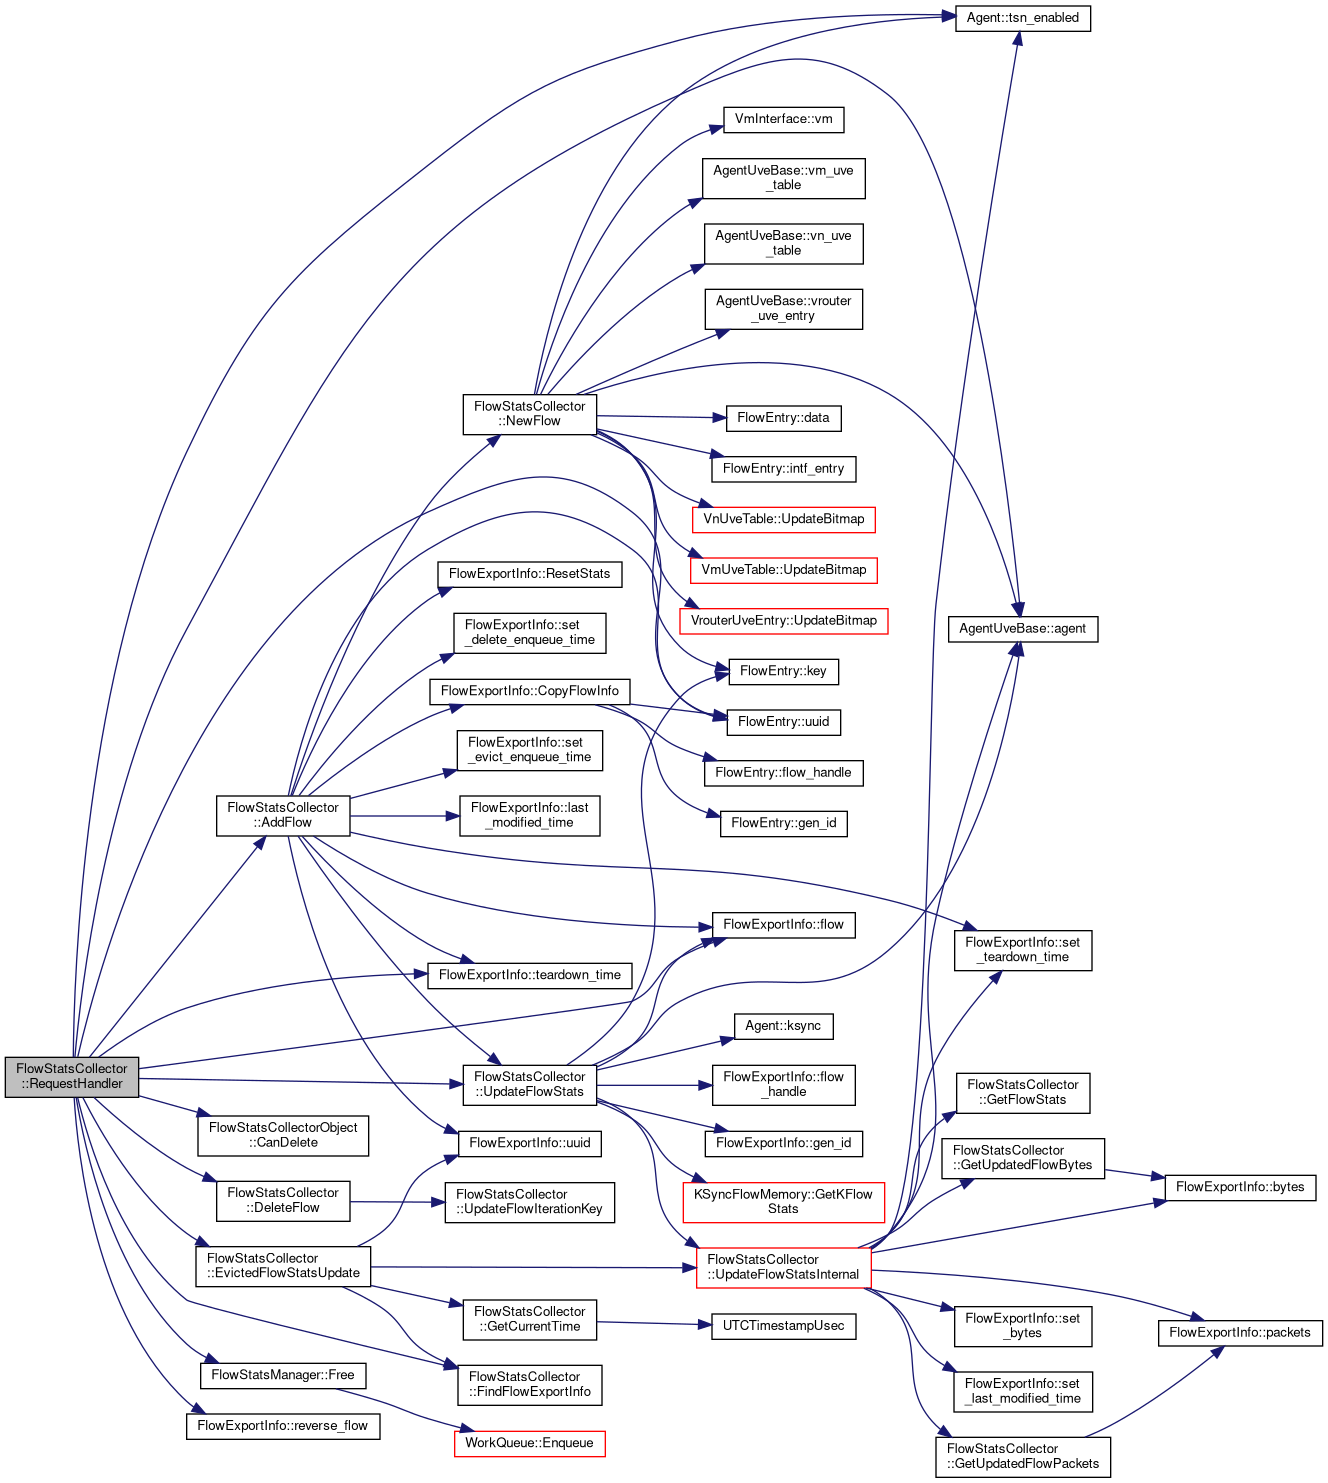 Agent::tsn_enabled
VmInterface::vm
AgentUveBase::vm_uve
_table
AgentUveBase::vn_uve
_table
AgentUveBase::vrouter
_uve_entry
FlowStatsCollector
::NewFlow
FlowEntry::data
FlowEntry::intf_entry
VnUveTable::UpdateBitmap
VmUveTable::UpdateBitmap
VrouterUveEntry::UpdateBitmap
AgentUveBase::agent
FlowExportInfo::ResetStats
FlowExportInfo::set
_delete_enqueue_time
FlowEntry::key
FlowExportInfo::CopyFlowInfo
FlowEntry::uuid
FlowExportInfo::set
_evict_enqueue_time
FlowEntry::flow_handle
FlowStatsCollector
::AddFlow
FlowExportInfo::last
_modified_time
FlowEntry::gen_id
FlowExportInfo::flow
FlowExportInfo::set
_teardown_time
FlowExportInfo::teardown_time
Agent::ksync
FlowStatsCollector
::RequestHandler
FlowStatsCollector
::UpdateFlowStats
FlowExportInfo::flow
_handle
FlowStatsCollector
::GetFlowStats
FlowStatsCollectorObject
::CanDelete
FlowExportInfo::uuid
FlowExportInfo::gen_id
FlowStatsCollector
::GetUpdatedFlowBytes
FlowExportInfo::bytes
FlowStatsCollector
::DeleteFlow
FlowStatsCollector
::UpdateFlowIterationKey
KSyncFlowMemory::GetKFlow
Stats
FlowStatsCollector
::EvictedFlowStatsUpdate
FlowStatsCollector
::UpdateFlowStatsInternal
FlowStatsCollector
::GetCurrentTime
UTCTimestampUsec
FlowExportInfo::set
_bytes
FlowExportInfo::packets
FlowStatsManager::Free
FlowStatsCollector
::FindFlowExportInfo
FlowExportInfo::set
_last_modified_time
FlowExportInfo::reverse_flow
WorkQueue::Enqueue
FlowStatsCollector
::GetUpdatedFlowPackets